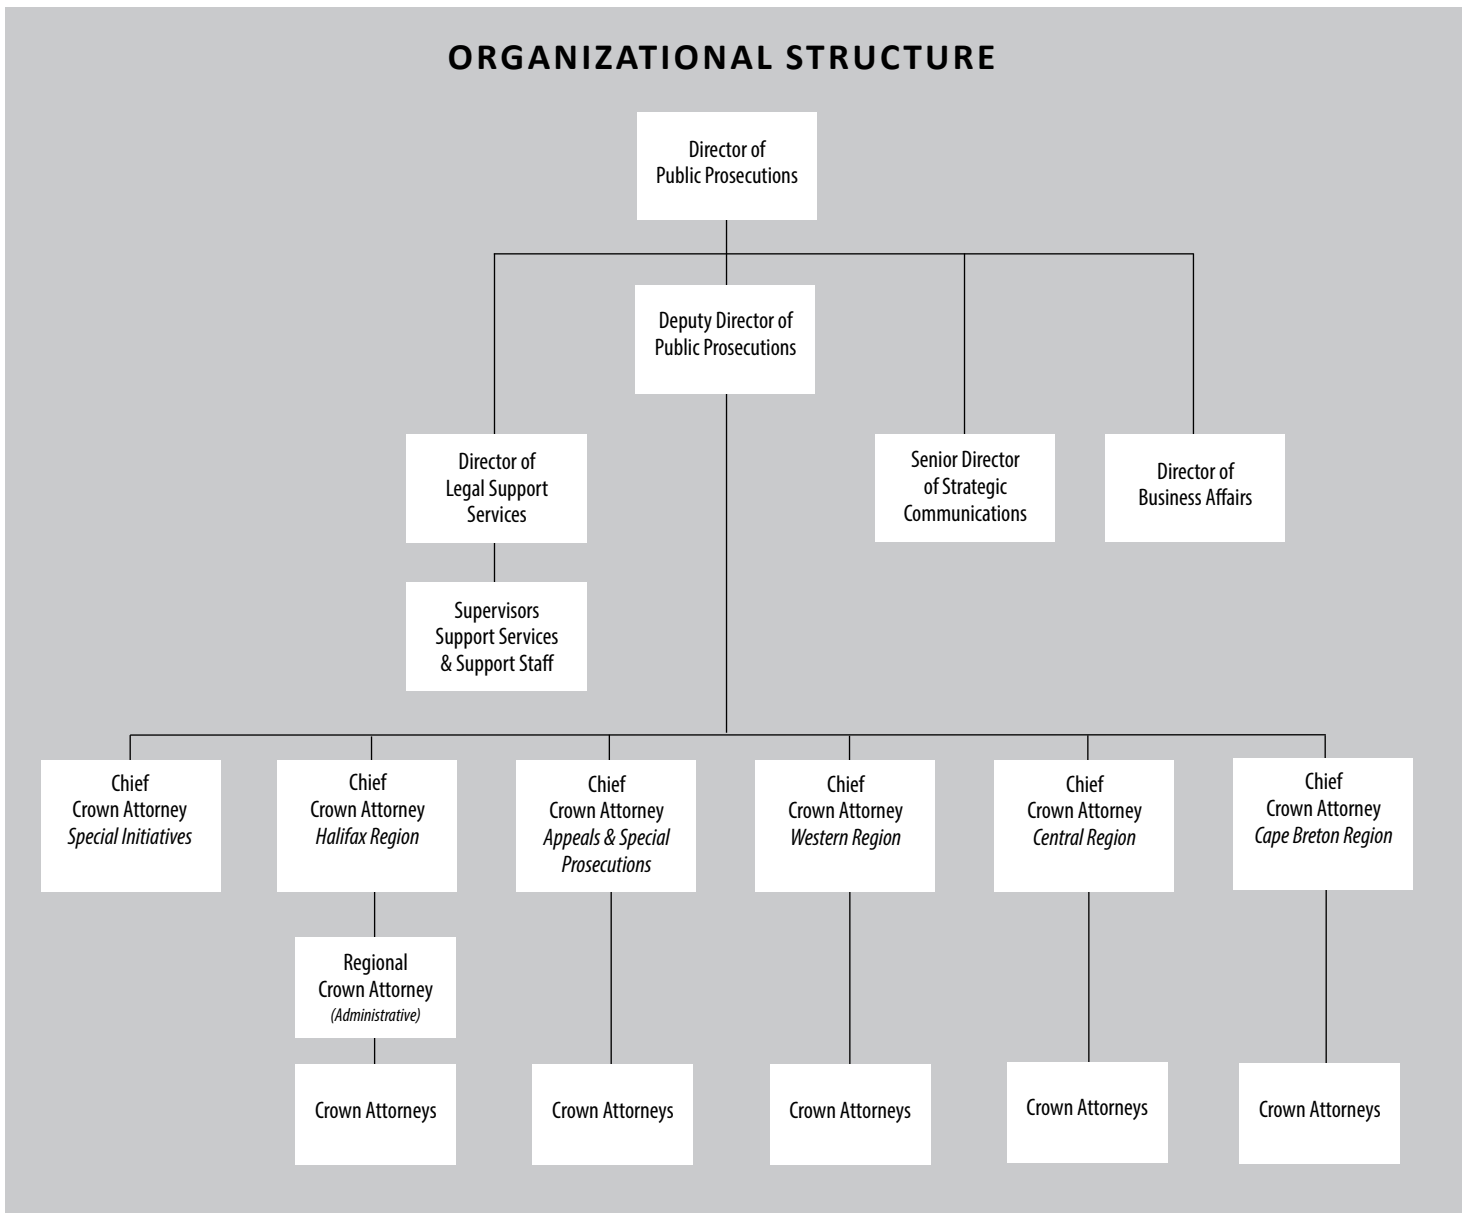 ORGANIZATIONAL STRUCTURE
Director of
Public Prosecutions
Deputy Director of
Public Prosecutions
Director of
Legal Support
Services
Senior Director
of Strategic
Communications
Director of
Business Affairs
Supervisors
Support Services
& Support Staff
Chief
Crown Attorney
Special Initiatives
Chief
Crown Attorney
Halifax Region
Chief
Crown Attorney
Appeals & Special
Prosecutions
Chief
Crown Attorney
Western Region
Chief
Crown Attorney
Central Region
Chief
Crown Attorney
Cape Breton Region
Regional
Crown Attorney
(Administrative)
Crown Attorneys
Crown Attorneys
Crown Attorneys
Crown Attorneys
Crown Attorneys